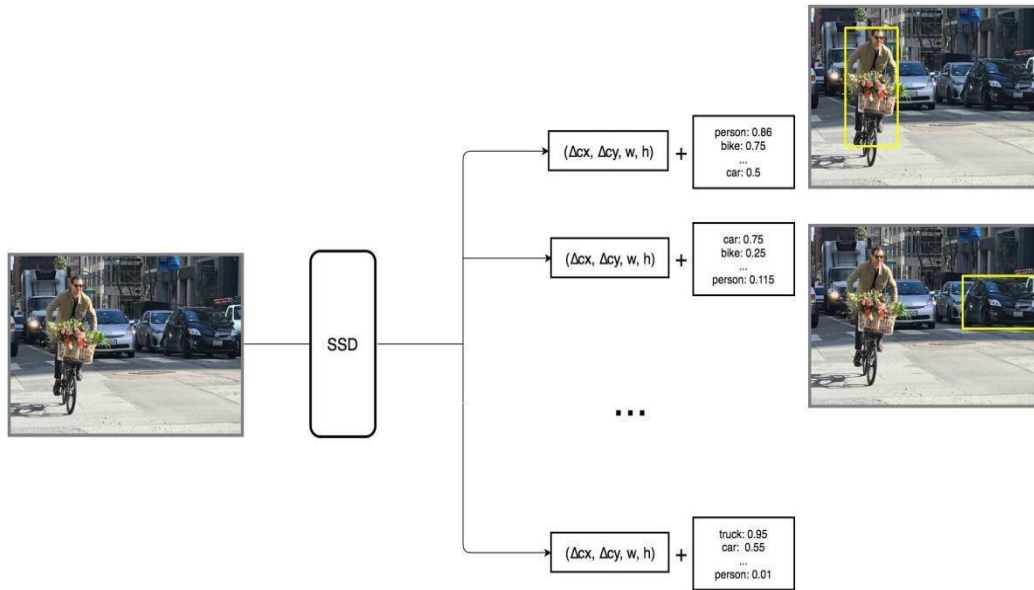 (Δcx, Δcy, w, h)
+
person: 0.86
bike: 0.75
...
car: 0.5
(Δcx, Δcy, w, h)
+
car: 0.75
bike: 0.25
...
person: 0.115
SSD
...
(Δcx, Δcy, w, h)
+
truck: 0.95
car: 0.55
...
person: 0.01